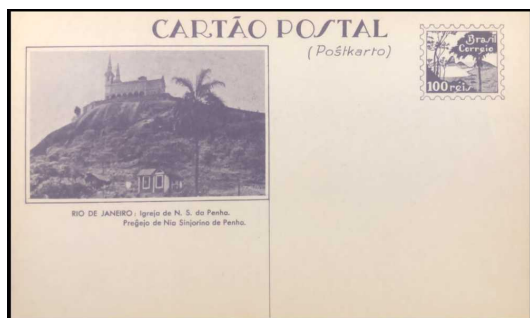 CARTÃO POSTAL
(Poŝtkarto)
Brasil
Correio
100 reis
RIO DE JANEIRO: Igreja de N. S. da Penha.
Preĝejo de Nia Sinjorino de Penha.